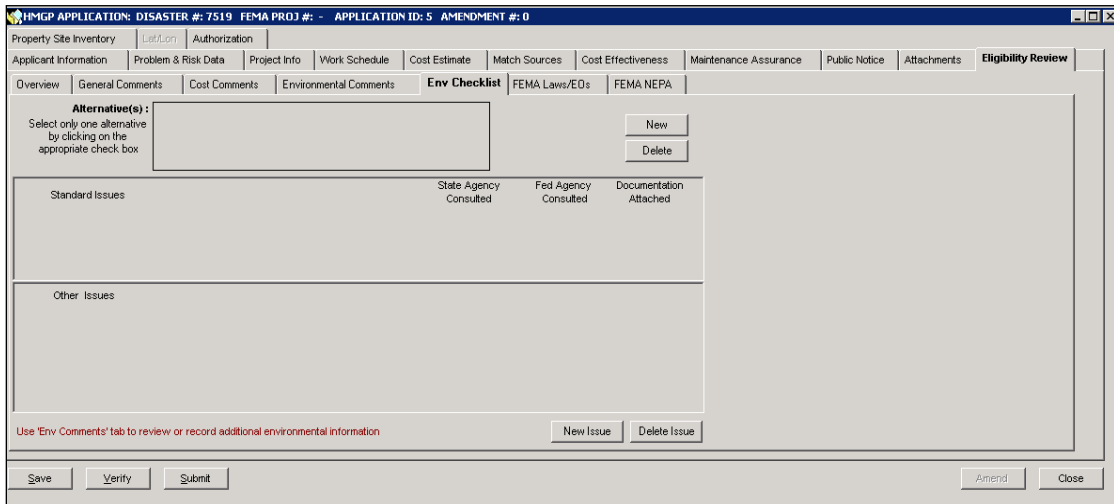 HMGP APPLICATION: DISASTER #: 7519 FEMA PROJ #: - APPLICATION ID: 5 AMENDMENT #: 0
Property Site Inventory Lat/Lon Authorization
Applicant Information Problem & Risk Data Project Info Work Schedule Cost Estimate Match Sources Cost Effectiveness Maintenance Assurance Public Notice Attachments Eligibility Review
Overview General Comments Cost Comments Environmental Comments Env Checklist FEMA Laws/EOs FEMA NEPA
Alternative(s) :
Select only one alternative
by clicking on the
appropriate check box
New
Delete
Standard Issues
State Agency
Consulted
Fed Agency
Consulted
Documentation
Attached
Other Issues
Use 'Env Comments' tab to review or record additional environmental information
New Issue Delete Issue
Save Verify Submit Amend Close